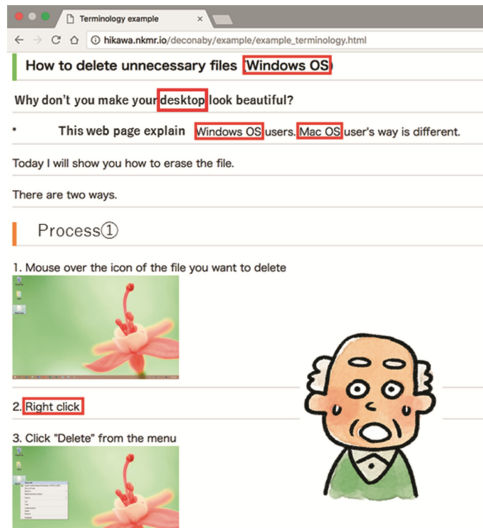 Terminology example
hikawa.nkmr.io/deconaby/example/example_terminology.html
How to delete unnecessary files (Windows OS)
Why don't you make your desktop look beautiful?
• This web page explain Windows OS users. Mac OS user's way is different.
Today I will show you how to erase the file.
There are two ways.
Process①
1. Mouse over the icon of the file you want to delete
2. Right click
3. Click "Delete" from the menu